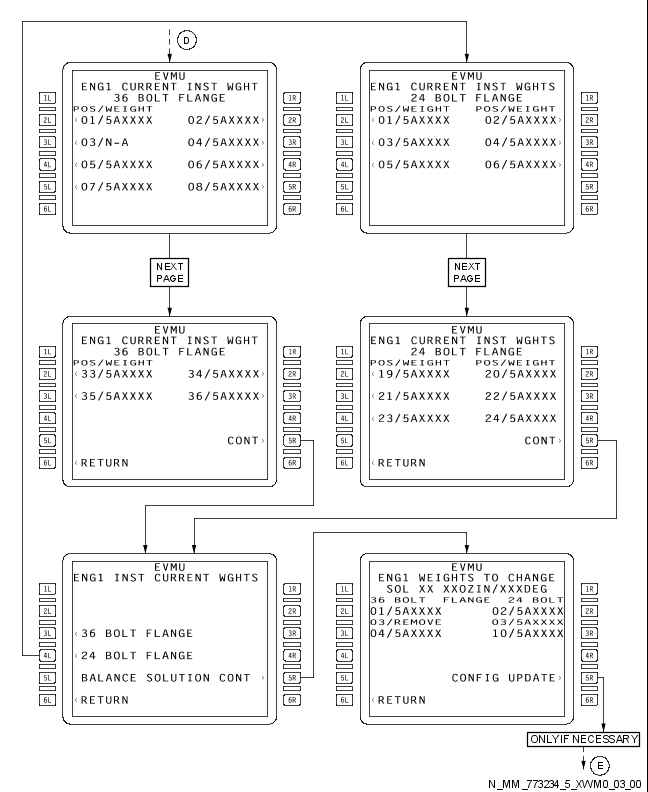 D
EVMU
ENG1 CURRENT INST WGHT
36 BOLT FLANGE
POS/WEIGHT
1L 1R
2L ‹01/5AXXXX 02/5AXXXX› 2R
3L ‹03/N-A 04/5AXXXX› 3R
4L ‹05/5AXXXX 06/5AXXXX› 4R
5L ‹07/5AXXXX 08/5AXXXX› 5R
6L 6R
EVMU
ENG1 CURRENT INST WGHTS
24 BOLT FLANGE
POS/WEIGHT POS/WEIGHT
1L 1R
2L ‹01/5AXXXX 02/5AXXXX› 2R
3L ‹03/5AXXXX 04/5AXXXX› 3R
4L ‹05/5AXXXX 06/5AXXXX› 4R
5L 5R
6L 6R
NEXT
PAGE
NEXT
PAGE
EVMU
ENG1 CURRENT INST WGHT
36 BOLT FLANGE
POS/WEIGHT
1L 1R
2L ‹33/5AXXXX 34/5AXXXX› 2R
3L ‹35/5AXXXX 36/5AXXXX› 3R
4L 4R
5L CONT› 5R
6L ‹RETURN 6R
EVMU
ENG1 CURRENT INST WGHTS
24 BOLT FLANGE
POS/WEIGHT POS/WEIGHT
1L 1R
2L ‹19/5AXXXX 20/5AXXXX 2R
3L ‹21/5AXXXX 22/5AXXXX 3R
4L ‹23/5AXXXX 24/5AXXXX 4R
5L CONT› 5R
6L ‹RETURN 6R
EVMU
ENG1 INST CURRENT WGHTS
1L 1R
2L 2R
3L ‹36 BOLT FLANGE 3R
4L ‹24 BOLT FLANGE 4R
5L BALANCE SOLUTION CONT › 5R
6L ‹RETURN 6R
EVMU
ENG1 WEIGHTS TO CHANGE
1L SOL XX XXOZIN/XXXDEG 1R
36 BOLT FLANGE 24 BOLT
2L 01/5AXXXX 02/5AXXXX 2R
03/REMOVE 03/5AXXXX
3L 04/5AXXXX 10/5AXXXX 3R
4L 4R
5L CONFIG UPDATE› 5R
6L ‹RETURN 6R
ONLY IF NECESSARY
E
N_MM_773234_5_XVM0_03_00